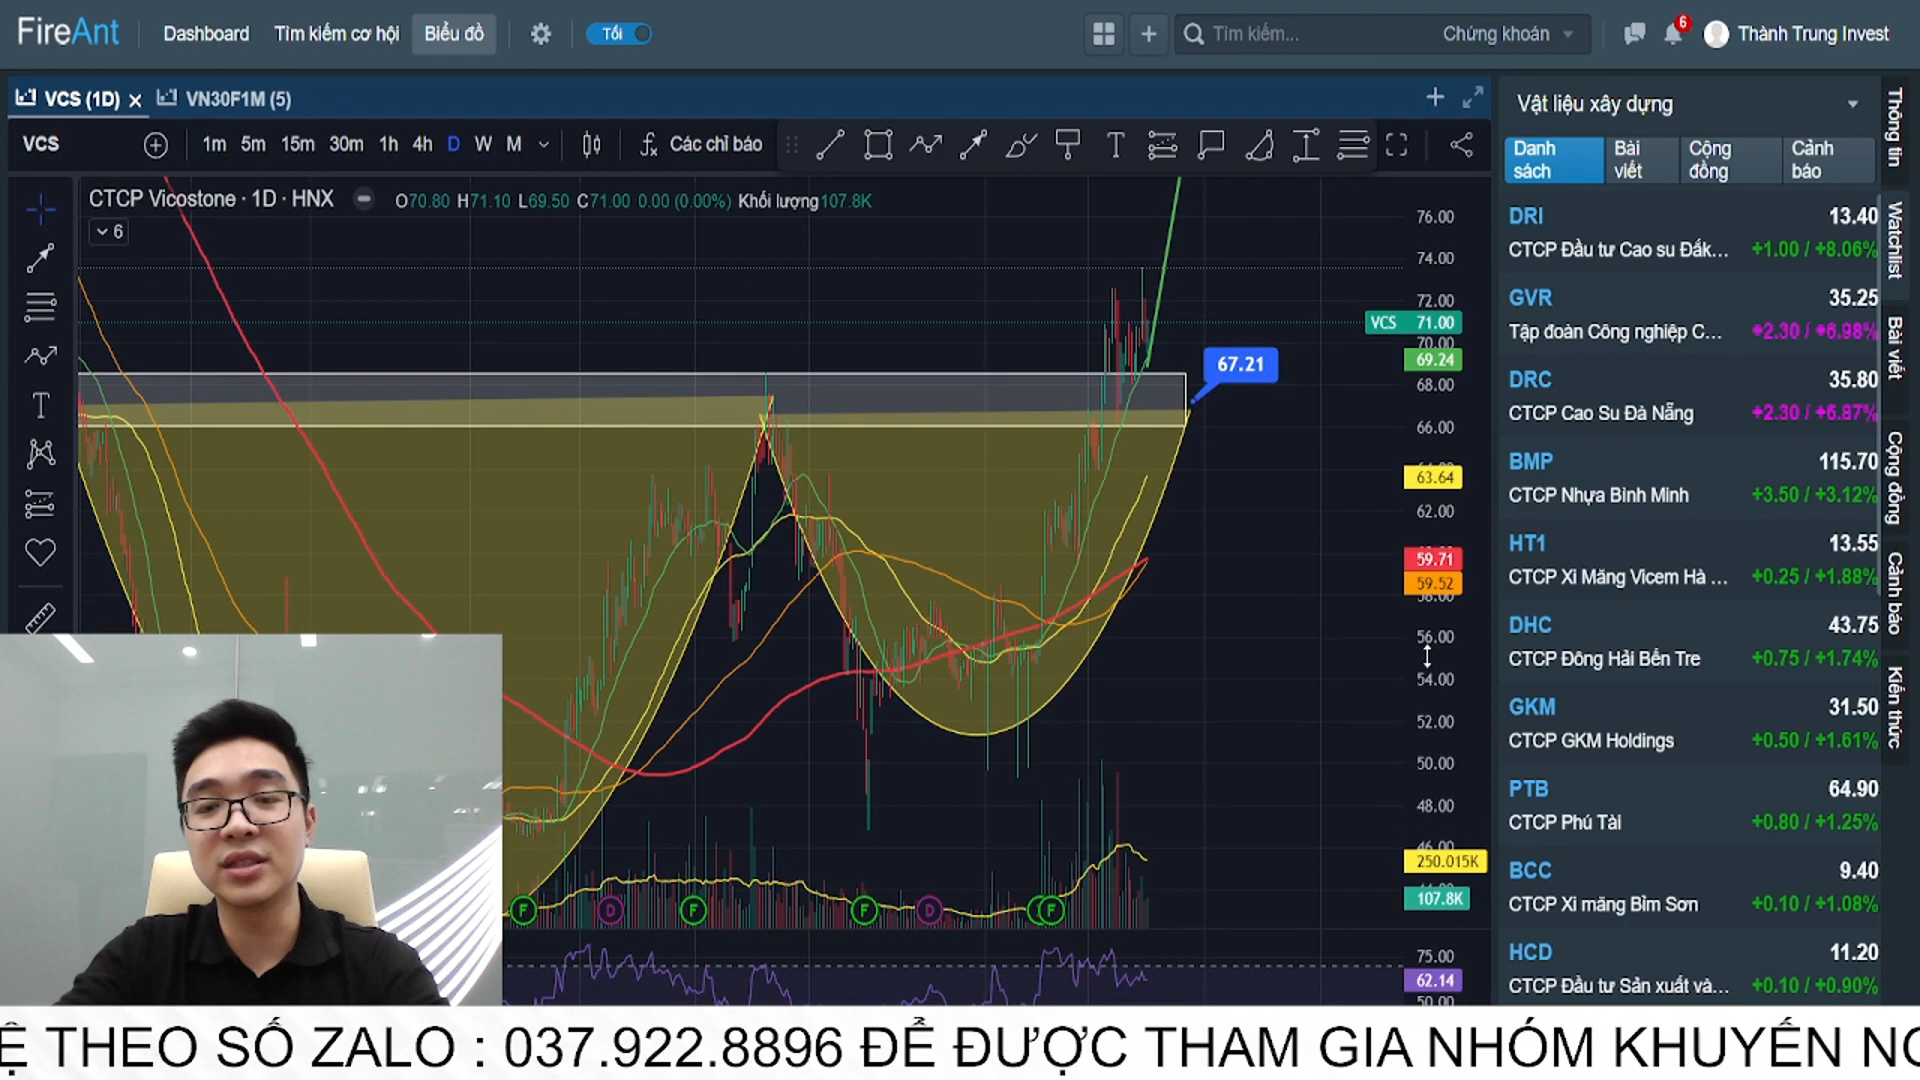 FireAnt
Dashboard
Tìm kiếm cơ hội
Biểu đồ
Tối
Tìm kiếm...
Chứng khoán
6
Thành Trung Invest
VCS (1D)
VN30F1M (5)
VCS
1m 5m 15m 30m 1h 4h D W M
Các chỉ báo
CTCP Vicostone · 1D · HNX
O70.80 H71.10 L69.50 C71.00 0.00 (0.00%) Khối lượng107.8K
6
76.00
74.00
72.00
VCS 71.00
70.00
69.24
67.21
68.00
66.00
63.64
62.00
59.71
59.52
58.00
56.00
54.00
52.00
50.00
48.00
46.00
250.015K
107.8K
F D F F D F
75.00
62.14
50.00
Vật liệu xây dựng
Danh sách
Bài viết
Cộng đồng
Cảnh báo
DRI 13.40
CTCP Đầu tư Cao su Đắk... +1.00 / +8.06%
GVR 35.25
Tập đoàn Công nghiệp C... +2.30 / +6.98%
DRC 35.80
CTCP Cao Su Đà Nẵng +2.30 / +6.87%
BMP 115.70
CTCP Nhựa Bình Minh +3.50 / +3.12%
HT1 13.55
CTCP Xi Măng Vicem Hà ... +0.25 / +1.88%
DHC 43.75
CTCP Đông Hải Bến Tre +0.75 / +1.74%
GKM 31.50
CTCP GKM Holdings +0.50 / +1.61%
PTB 64.90
CTCP Phú Tài +0.80 / +1.25%
BCC 9.40
CTCP Xi măng Bỉm Sơn +0.10 / +1.08%
HCD 11.20
CTCP Đầu tư Sản xuất và... +0.10 / +0.90%
Thông tin
Watchlist
Bài viết
Cộng đồng
Cảnh báo
Kiến thức
Ệ THEO SỐ ZALO : 037.922.8896 ĐỂ ĐƯỢC THAM GIA NHÓM KHUYẾN